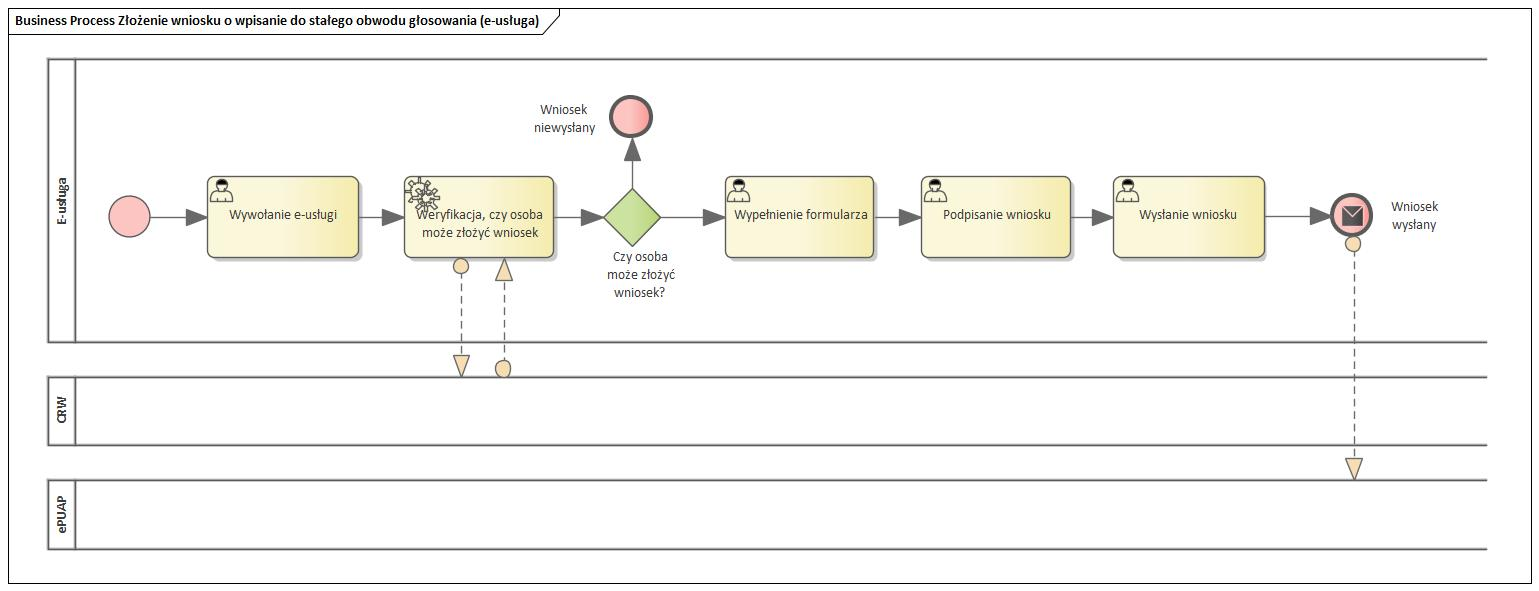 Business Process Złożenie wniosku o wpisanie do stałego obwodu głosowania (e-usługa)
E-usługa
Wniosek
niewysłany
Wywołanie e-usługi
Weryfikacja, czy osoba
może złożyć wniosek
Czy osoba
może złożyć
wniosek?
Wypełnienie formularza
Podpisanie wniosku
Wysłanie wniosku
Wniosek
wysłany
CRW
ePUAP